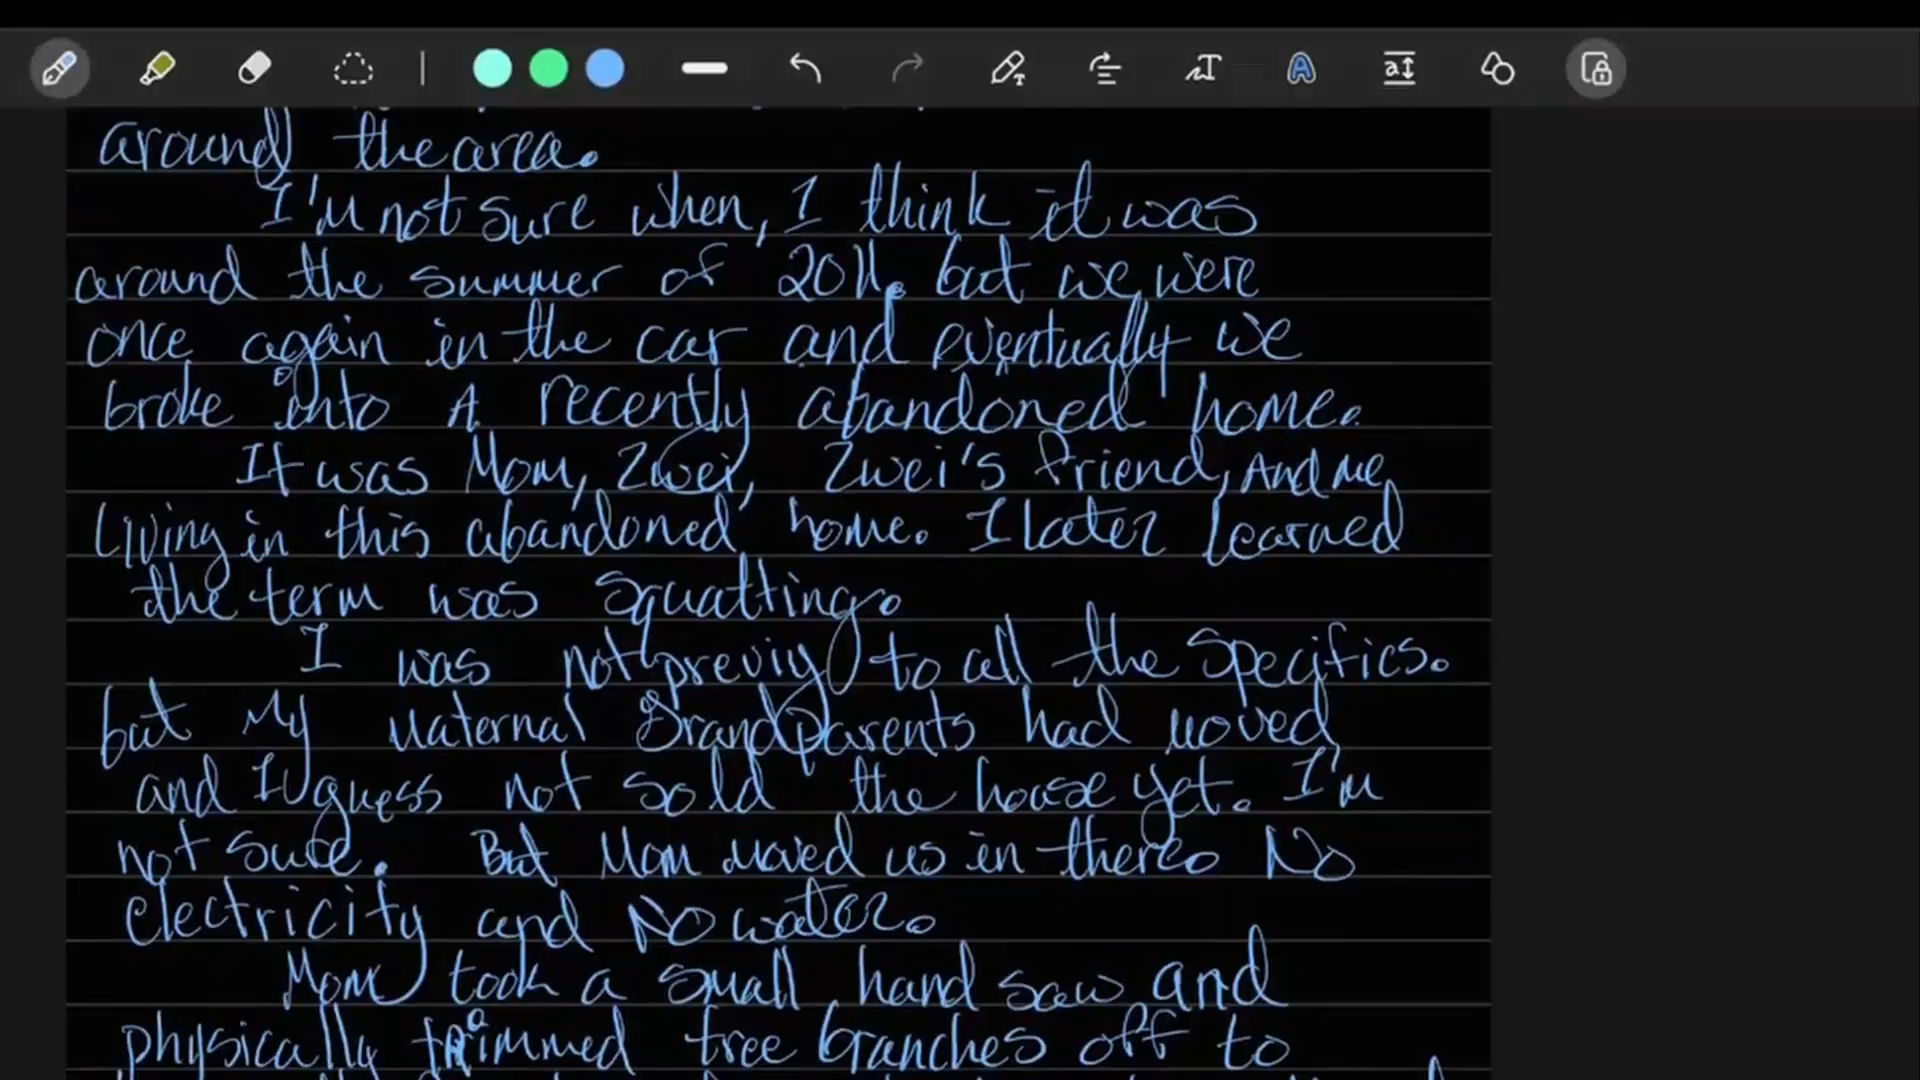 around the area.
I'm not sure when, I think it was
around the summer of 2011. but we were
once again in the car and eventually we
broke into A recently abandoned home.
It was Mom, Zwei, Zwei's friend, And me
Living in this abandoned home. I later learned
the term was squatting.
I was not previy to all the specifics.
but My Maternal Grandparents had moved
and I guess not sold the house yet. I'm
not sure. But Mom moved us in there. No
electricity and No water.
Mom took a small hand saw and
physically trimmed tree branches off to